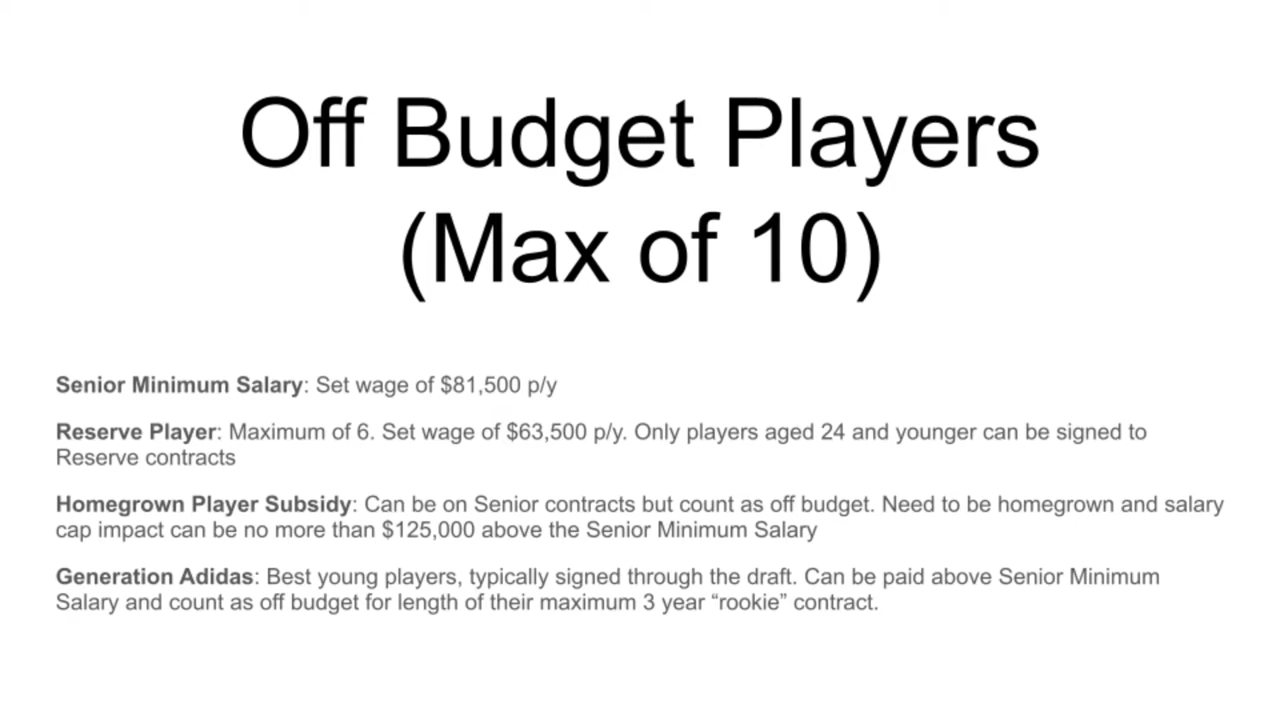 Off Budget Players
(Max of 10)
Senior Minimum Salary: Set wage of $81,500 p/y
Reserve Player: Maximum of 6. Set wage of $63,500 p/y. Only players aged 24 and younger can be signed to
Reserve contracts
Homegrown Player Subsidy: Can be on Senior contracts but count as off budget. Need to be homegrown and salary
cap impact can be no more than $125,000 above the Senior Minimum Salary
Generation Adidas: Best young players, typically signed through the draft. Can be paid above Senior Minimum
Salary and count as off budget for length of their maximum 3 year “rookie” contract.